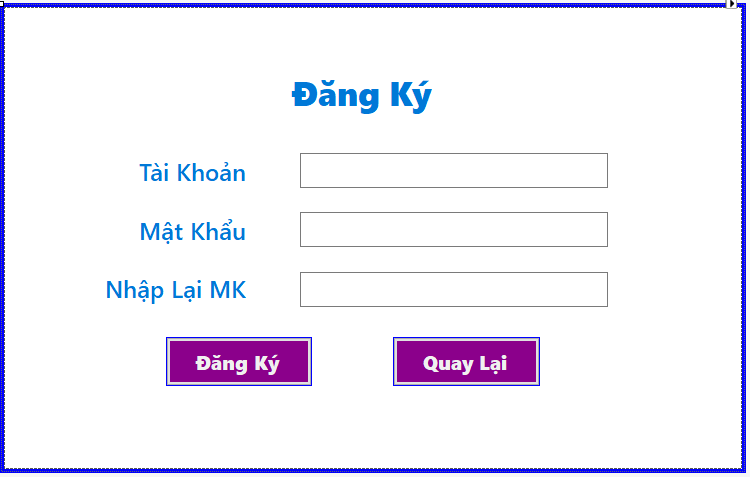 Đăng Ký
Tài Khoản
Mật Khẩu
Nhập Lại MK
Đăng Ký
Quay Lại